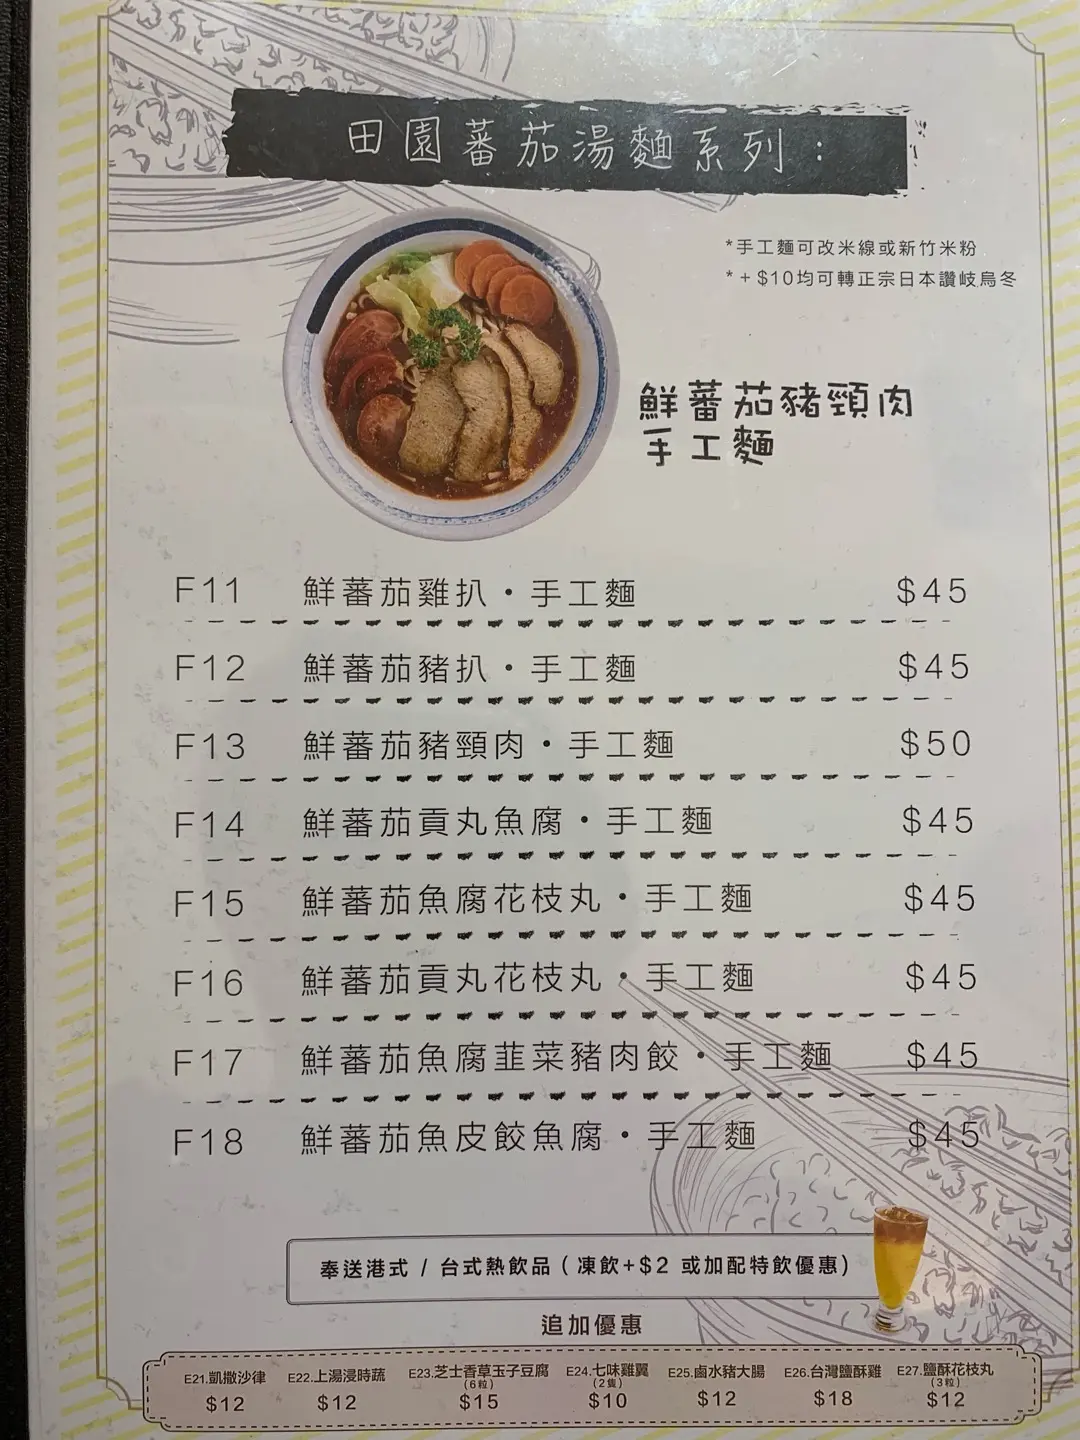 田園蕃茄湯麵系列：
*手工麵可改米線或新竹米粉
*+$10均可轉正宗日本讚岐烏冬
鮮蕃茄豬頸肉
手工麵
F11 鮮蕃茄雞扒・手工麵 $45
F12 鮮蕃茄豬扒・手工麵 $45
F13 鮮蕃茄豬頸肉・手工麵 $50
F14 鮮蕃茄貢丸魚腐・手工麵 $45
F15 鮮蕃茄魚腐花枝丸・手工麵 $45
F16 鮮蕃茄貢丸花枝丸・手工麵 $45
F17 鮮蕃茄魚腐韮菜豬肉餃・手工麵 $45
F18 鮮蕃茄魚皮餃魚腐・手工麵 $45
奉送港式 / 台式熱飲品（凍飲+$2 或加配特飲優惠）
追加優惠
E21.凱撒沙律 $12
E22.上湯浸時蔬 $12
E23.芝士香草玉子豆腐 (6粒) $15
E24.七味雞翼 (2隻) $10
E25.鹵水豬大腸 $12
E26.台灣鹽酥雞 $18
E27.鹽酥花枝丸 (3粒) $12